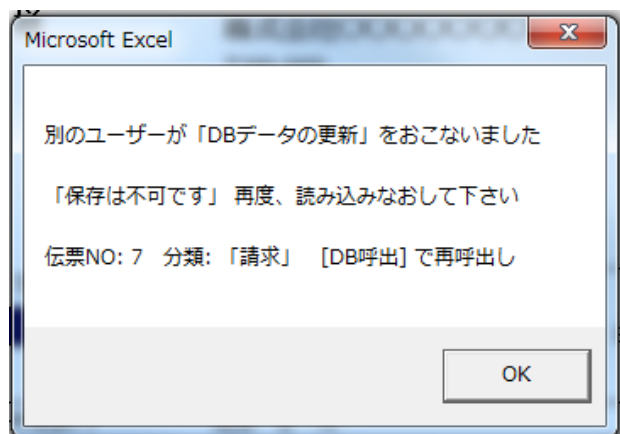 Microsoft Excel
別のユーザーが「DBデータの更新」をおこないました
「保存は不可です」 再度、読み込みなおして下さい
伝票NO: 7 分類: 「請求」 [DB呼出] で再呼出し
OK